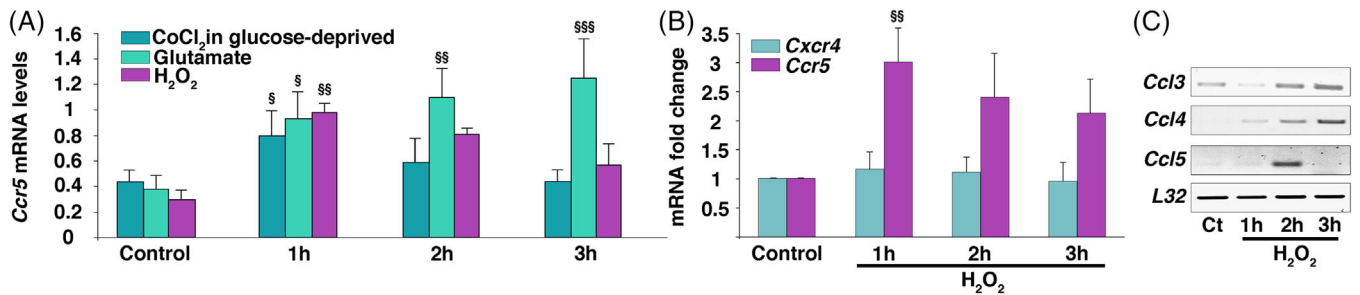 (A)
Ccr5 mRNA levels
1.6
1.4
1.2
1
0.8
0.6
0.4
0.2
0
CoCl2in glucose-deprived
Glutamate
H2O2
§
§
§§
§§
§§§
Control
1h
2h
3h
(B)
mRNA fold change
3.5
3
2.5
2
1.5
1
0.5
Cxcr4
Ccr5
§§
Control
1h
2h
3h
H2O2
(C)
Ccl3
Ccl4
Ccl5
L32
Ct 1h 2h 3h
H2O2